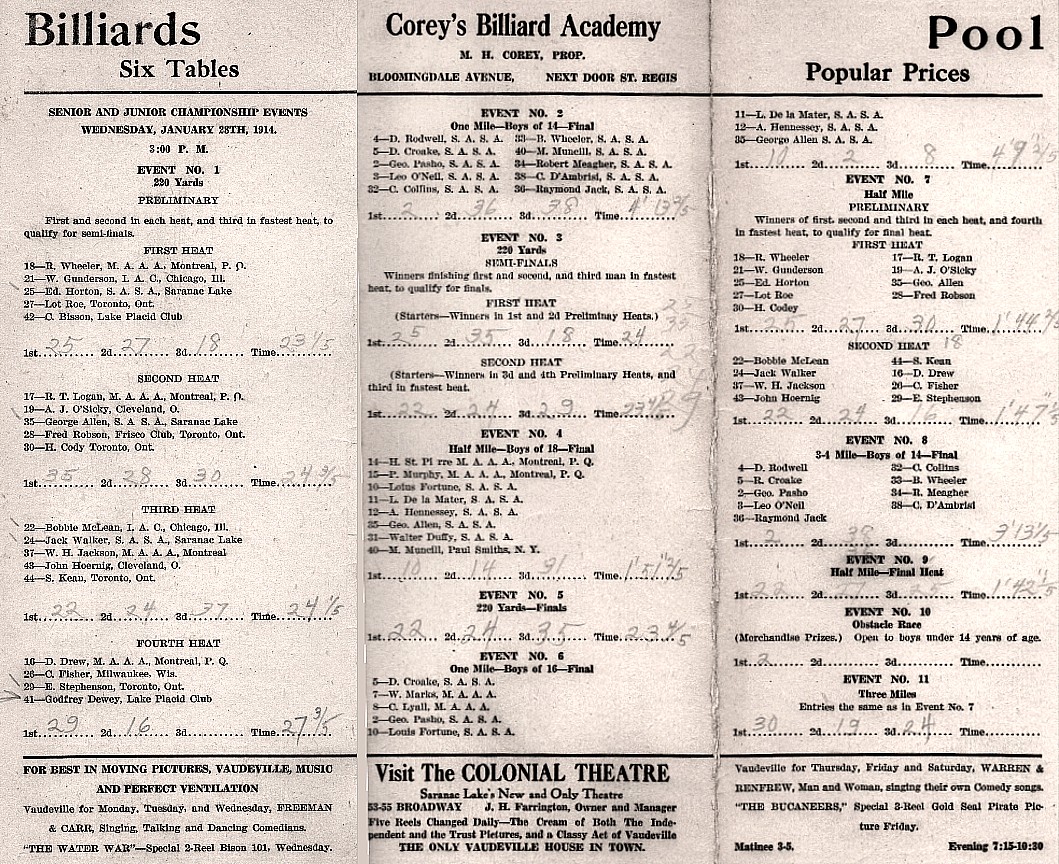 Billiards
Six Tables
SENIOR AND JUNIOR CHAMPIONSHIP EVENTS
WEDNESDAY, JANUARY 28TH, 1914.
3:00 P. M.
EVENT NO. 1
220 Yards
PRELIMINARY
First and second in each heat, and third in fastest heat, to
qualify for semi-finals.
FIRST HEAT
18—R. Wheeler, M. A. A. A., Montreal, P. Q.
21—W. Gunderson, I. A. C., Chicago, Ill.
25—Ed. Horton, S. A. S. A., Saranac Lake
27—Lot Roe, Toronto, Ont.
42—C. Bisson, Lake Placid Club
1st. 25 2d. 27 3d. 18 Time. 23 1/5
SECOND HEAT
17—R. T. Logan, M. A. A. A., Montreal, P. Q.
19—A. J. O'Sicky, Cleveland, O.
35—George Allen, S. A. S. A., Saranac Lake
28—Fred Robson, Frisco Club, Toronto, Ont.
30—H. Cody Toronto, Ont.
1st. 35 2d. 28 3d. 30 Time. 24
THIRD HEAT
22—Bobbie McLean, I. A. C., Chicago, Ill.
24—Jack Walker, S. A. S. A., Saranac Lake
37—W. H. Jackson, M. A. A. A., Montreal
43—John Hoernig, Cleveland, O.
44—S. Kean, Toronto, Ont.
1st. 22 2d. 24 3d. 37 Time. 24 1/5
FOURTH HEAT
16—D. Drew, M. A. A. A., Montreal, P. Q.
26—C. Fisher, Milwaukee, Wis.
29—E. Stephenson, Toronto, Ont.
41—Godfrey Dewey, Lake Placid Club
1st. 29 2d. 16 3d. Time. 27 3/5
FOR BEST IN MOVING PICTURES, VAUDEVILLE, MUSIC
AND PERFECT VENTILATION
Vaudeville for Monday, Tuesday, and Wednesday, FREEMAN
& CARR, Singing, Talking and Dancing Comedians.
"THE WATER WAR"—Special 2-Reel Bison 101, Wednesday.
Corey's Billiard Academy
M. H. COREY, PROP.
BLOOMINGDALE AVENUE, NEXT DOOR ST. REGIS
EVENT NO. 2
One Mile—Boys of 14—Final
4—D. Rodwell, S. A. S. A. 33—B. Wheeler, S. A. S. A.
5—D. Croake, S. A. S. A. 40—M. Muncill, S. A. S. A.
2—Geo. Pasho, S. A. S. A. 34—Robert Meagher, S. A. S. A.
3—Leo O'Neil, S. A. S. A. 38—C. D'Ambrisi, S. A. S. A.
32—C. Collins, S. A. S. A. 36—Raymond Jack, S. A. S. A.
1st. 2 2d. 36 3d. 38 Time. 4' 13 2/5
EVENT NO. 3
220 Yards
SEMI-FINALS
Winners finishing first and second, and third man in fastest
heat, to qualify for finals.
FIRST HEAT
(Starters—Winners in 1st and 2d Preliminay Heats.)
1st. 25 2d. 35 3d. 18 Time. 24
SECOND HEAT
(Starters—Winners in 3d and 4th Preliminary Heats, and
third in fastest heat.
1st. 22 2d. 24 3d. 29 Time. 23
EVENT NO. 4
Half Mile—Boys of 18—Final
14—H. St. Pi rre M. A. A. A., Montreal, P. Q.
15—P. Murphy, M. A. A. A., Montreal, P. Q.
10—Louis Fortune, S. A. S. A.
11—L. De la Mater, S. A. S. A.
12—A. Hennessey, S. A. S. A.
35—Geo. Allen, S. A. S. A.
31—Walter Duffy, S. A. S. A.
40—M. Muncill, Paul Smiths, N. Y.
1st. 10 2d. 14 3d. 31 Time. 1'51
EVENT NO. 5
220 Yards—Finals
1st. 22 2d. 24 3d. 35 Time. 23 4/5
EVENT NO. 6
One Mile—Boys of 16—Final
5—D. Croake, S. A. S. A.
7—W. Marks, M. A. A. A.
8—C. Lyall, M. A. A. A.
2—Geo. Pasho, S. A. S. A.
10—Louis Fortune, S. A. S. A.
Visit The COLONIAL THEATRE
Saranac Lake's New and Only Theatre
53-55 BROADWAY J. H. Farrington, Owner and Manager
Five Reels Changed Daily—The Cream of Both The Inde-
pendent and the Trust Pictures, and a Classy Act of Vaudeville
THE ONLY VAUDEVILLE HOUSE IN TOWN.
Pool
Popular Prices
11—L. De la Mater, S. A. S. A.
12—A. Hennessey, S. A. S. A.
35—George Allen S. A. S. A.
1st. 10 2d. 2 3d. 8 Time. 4'9
EVENT NO. 7
Half Mile
PRELIMINARY
Winners of first, second and third in each heat, and fourth
in fastest heat, to qualify for final heat.
FIRST HEAT
18—R. Wheeler 17—R. T. Logan
21—W. Gunderson 19—A. J. O'Sicky
25—Ed. Horton 35—Geo. Allen
27—Lot Roe 28—Fred Robson
30—H. Codey
1st. 25 2d. 27 3d. 30 Time. 1'44
SECOND HEAT 18
22—Bobbie McLean 44—S. Kean
24—Jack Walker 16—D. Drew
37—W. H. Jackson 26—C. Fisher
43—John Hoernig 29—E. Stephenson
1st. 22 2d. 24 3d. 16 Time. 1'47
EVENT NO. 8
3-4 Mile—Boys of 14—Final
4—D. Rodwell 32—C. Collins
5—R. Croake 33—B. Wheeler
2—Geo. Pasho 34—R. Meagher
3—Leo O'Neil 38—C. D'Ambrisi
36—Raymond Jack
1st. 2 2d. 38 3d. Time. 3'13 1/5
EVENT NO. 9
Half Mile—Final Heat
1st. 22 2d. 3d. 25 Time. 1'42 1/5
EVENT NO. 10
Obstacle Race
(Merchandise Prizes.) Open to boys under 14 years of age.
1st. 2 2d. 3d. Time.
EVENT NO. 11
Three Miles
Entries the same as in Event No. 7
1st. 30 2d. 19 3d. 24 Time.
Vaudeville for Thursday, Friday and Saturday, WARREN &
RENFREW, Man and Woman, singing their own Comedy songs.
"THE BUCANEERS," Special 3-Reel Gold Seal Pirate Pic-
ture Friday.
Matinee 3-5. Evening 7:15-10:30